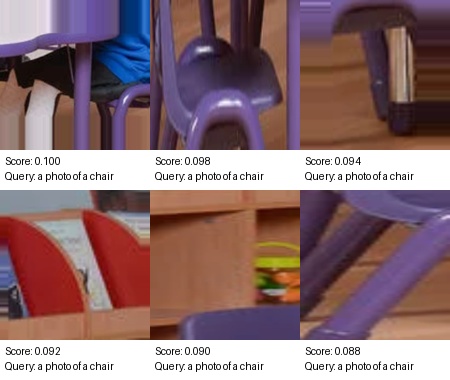 Score: 0.100
Query: a photo of a chair
Score: 0.098
Query: a photo of a chair
Score: 0.094
Query: a photo of a chair
Score: 0.092
Query: a photo of a chair
Score: 0.090
Query: a photo of a chair
Score: 0.088
Query: a photo of a chair